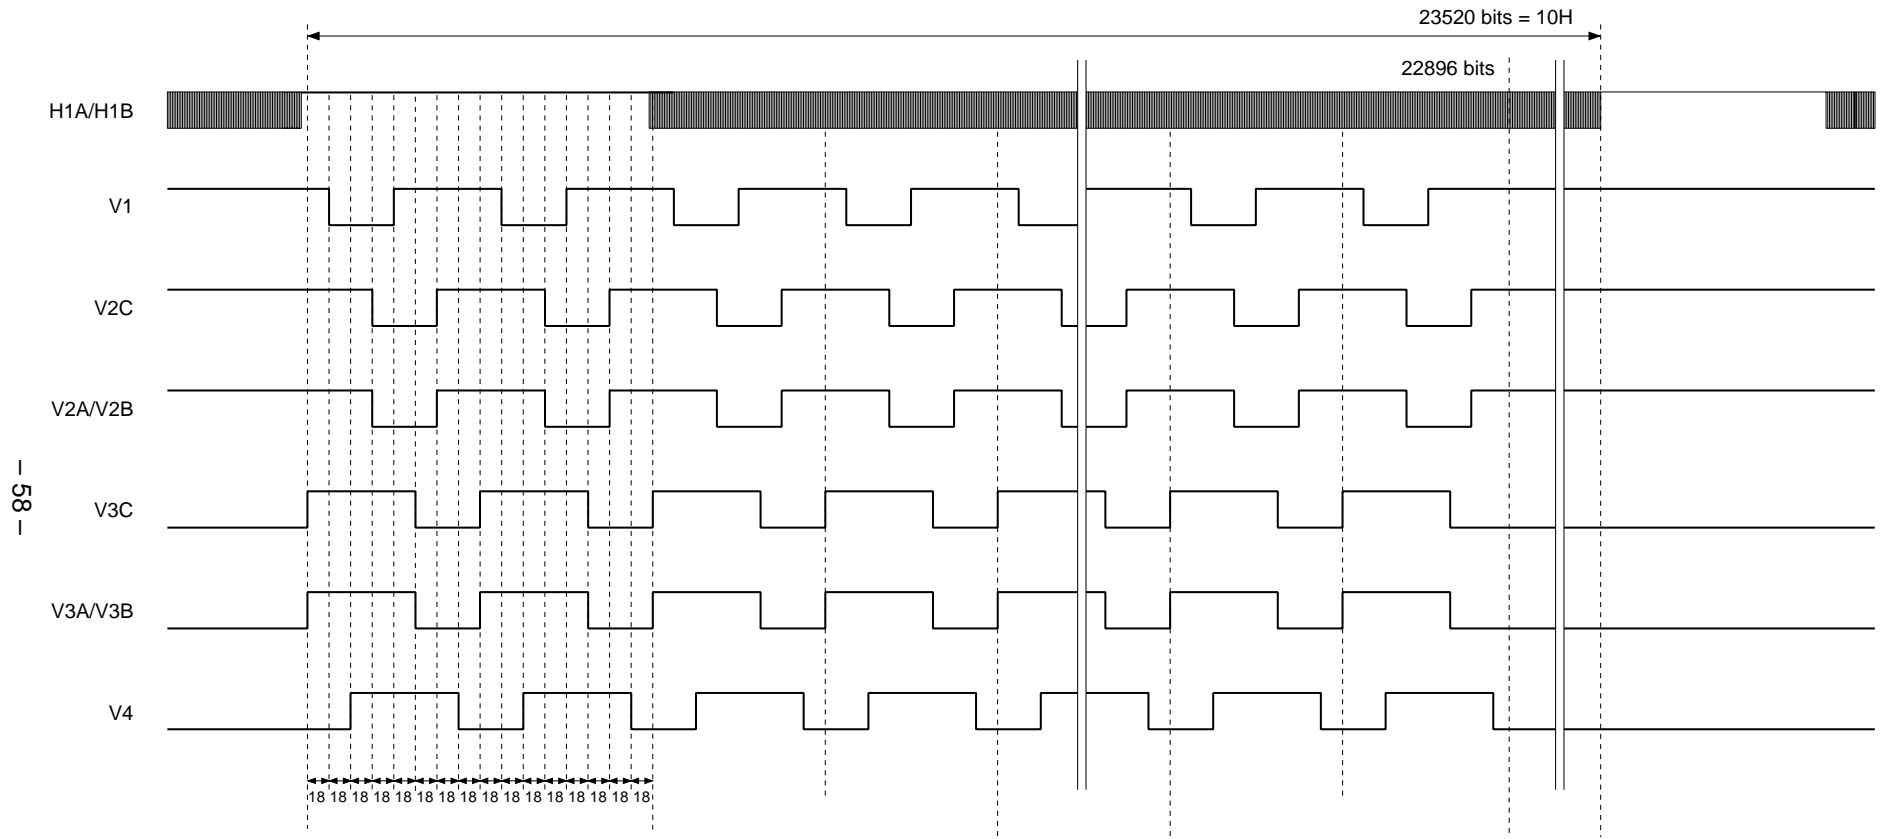 23520 bits = 10H
22896 bits
H1A/H1B
V1
V2C
V2A/V2B
V3C
V3A/V3B
V4
18 18 18 18 18 18 18 18 18 18 18 18 18 18 18 18
– 58 –